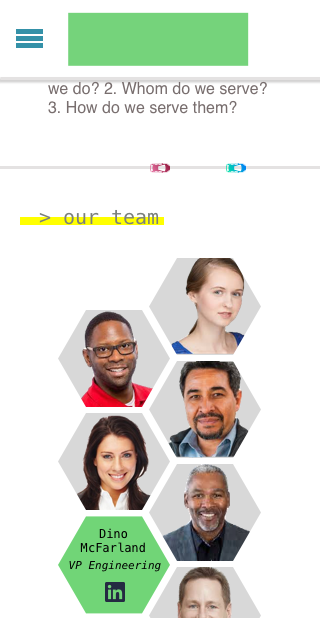 we do? 2. Whom do we serve?
3. How do we serve them?
> our team
Dino
McFarland
VP Engineering
in